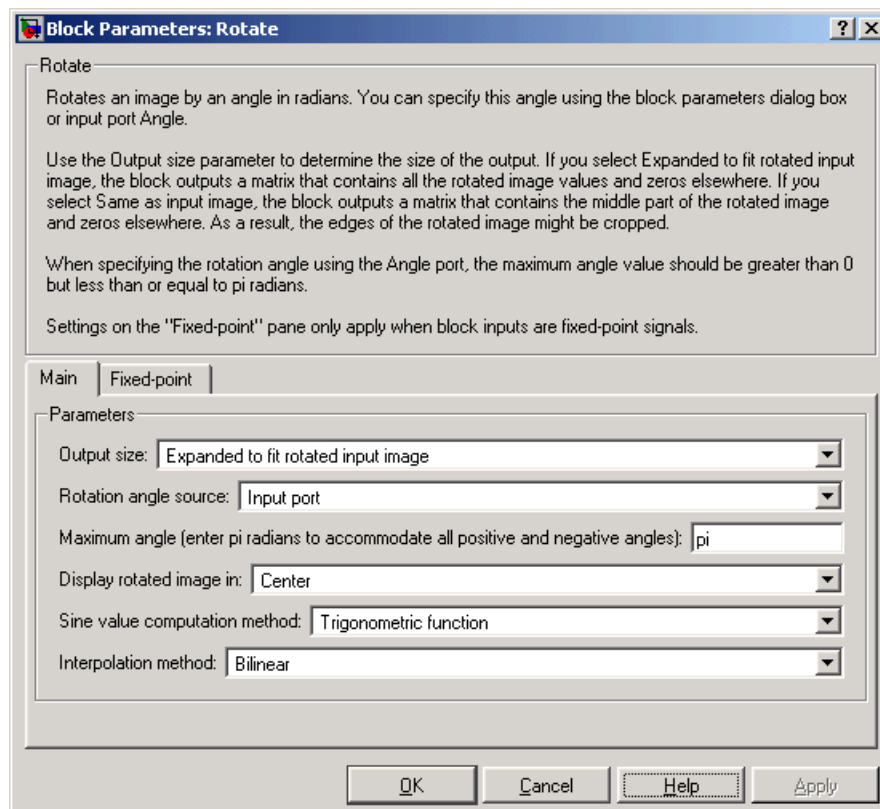 Block Parameters: Rotate
Rotate
Rotates an image by an angle in radians. You can specify this angle using the block parameters dialog box
or input port Angle.
Use the Output size parameter to determine the size of the output. If you select Expanded to fit rotated input
image, the block outputs a matrix that contains all the rotated image values and zeros elsewhere. If you
select Same as input image, the block outputs a matrix that contains the middle part of the rotated image
and zeros elsewhere. As a result, the edges of the rotated image might be cropped.
When specifying the rotation angle using the Angle port, the maximum angle value should be greater than 0
but less than or equal to pi radians.
Settings on the "Fixed-point" pane only apply when block inputs are fixed-point signals.
Main Fixed-point
Parameters
Output size: Expanded to fit rotated input image
Rotation angle source: Input port
Maximum angle (enter pi radians to accommodate all positive and negative angles): pi
Display rotated image in: Center
Sine value computation method: Trigonometric function
Interpolation method: Bilinear
OK Cancel Help Apply